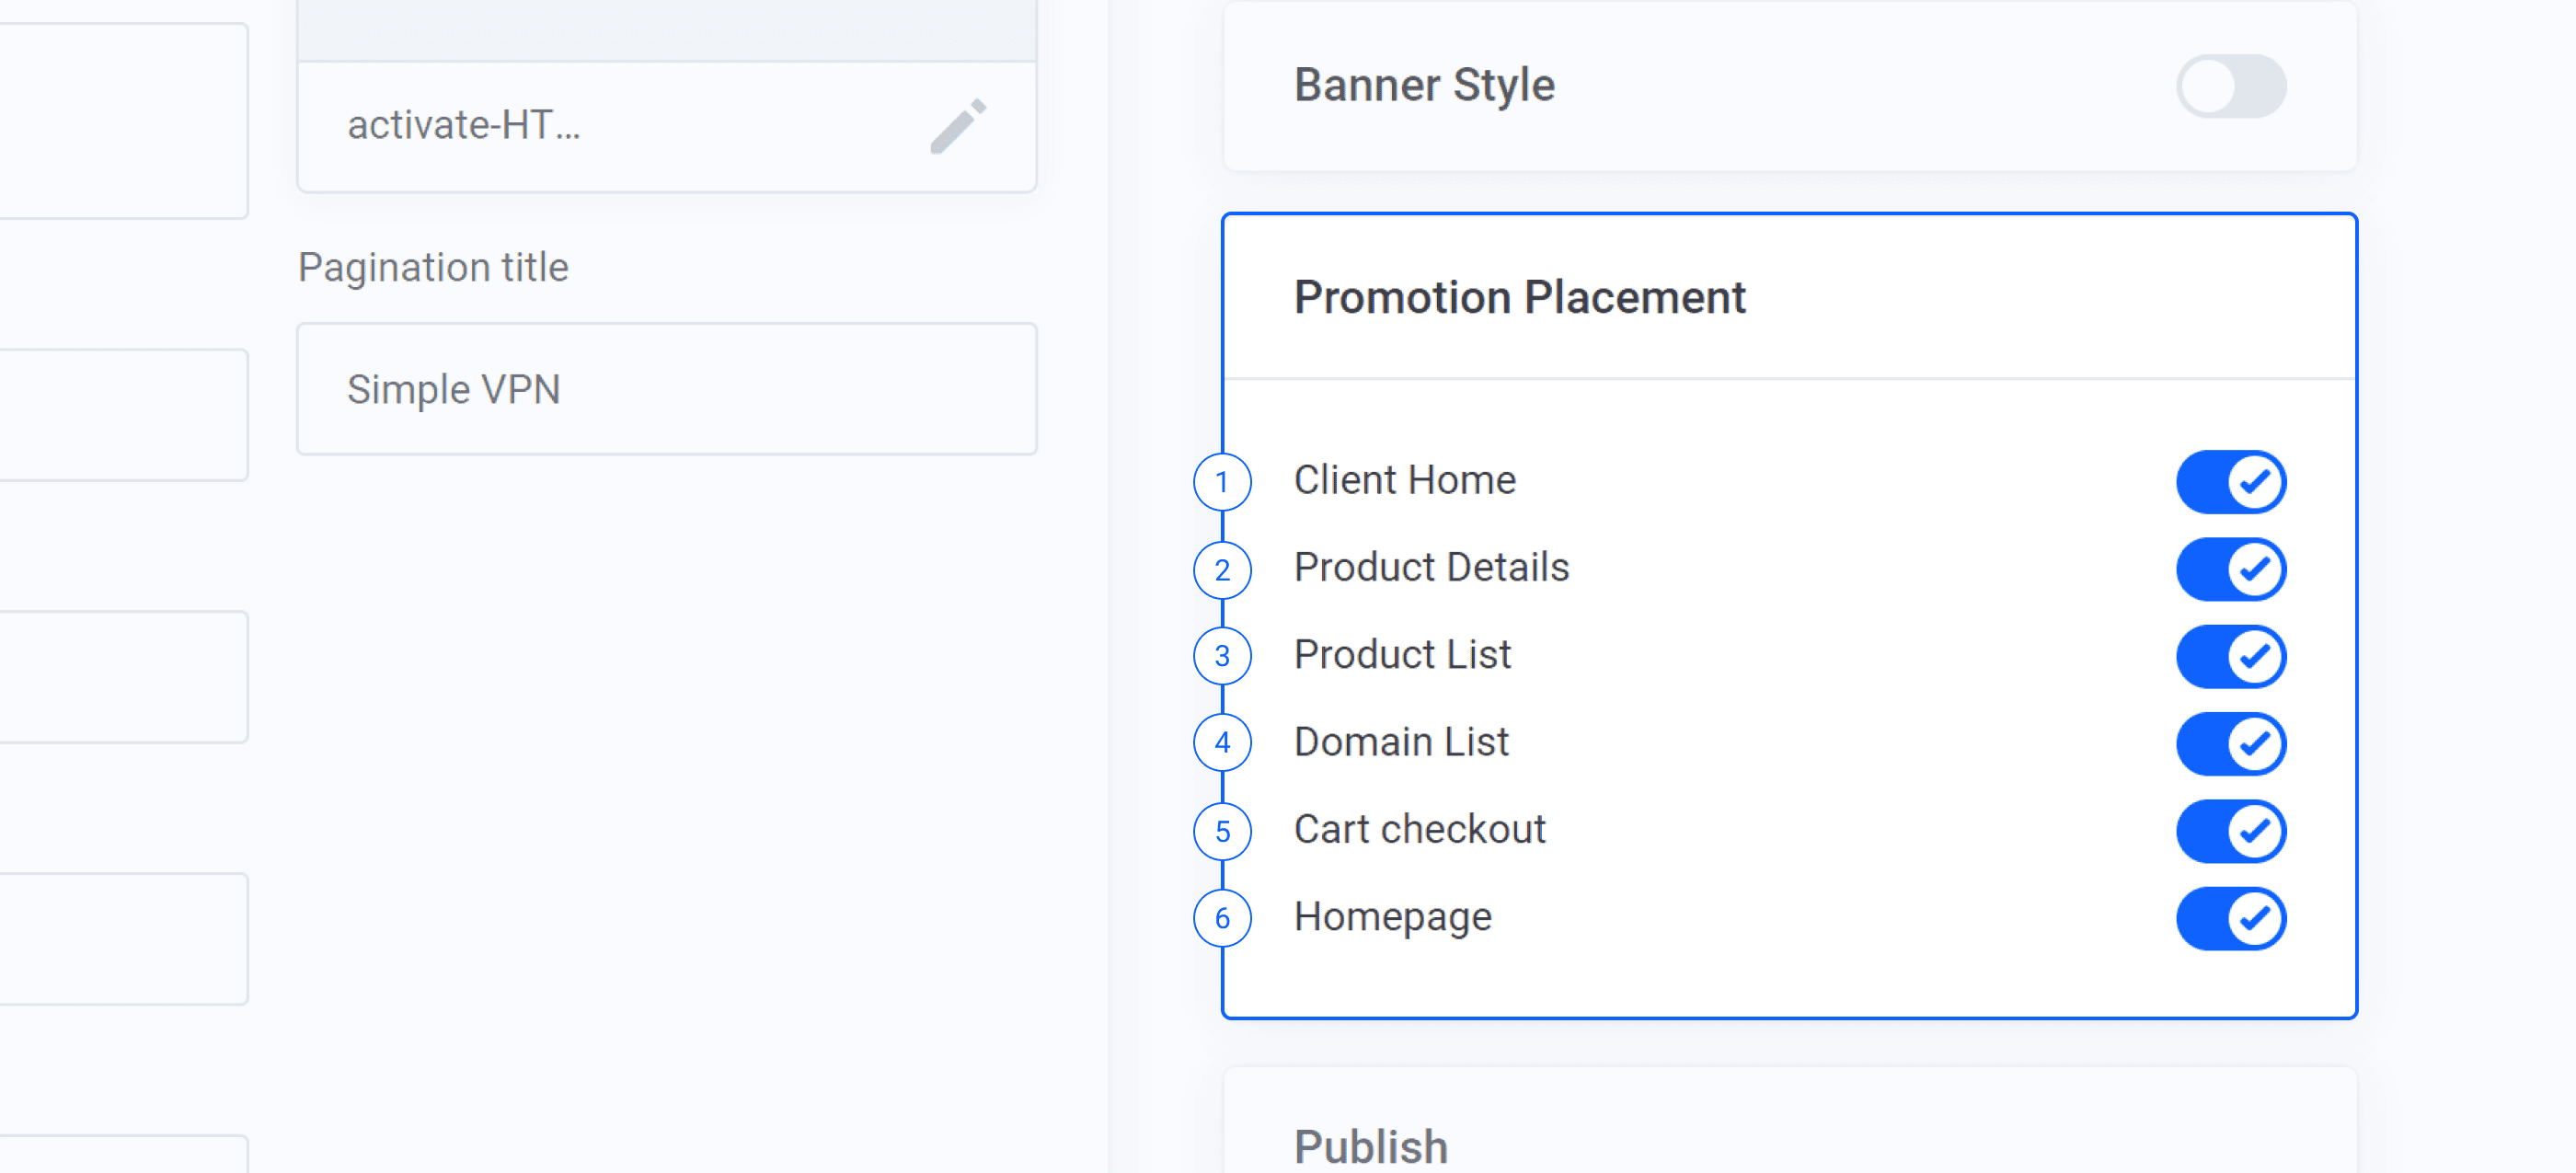 activate-HT...
Pagination title
Simple VPN
Banner Style
Promotion Placement
1 Client Home
2 Product Details
3 Product List
4 Domain List
5 Cart checkout
6 Homepage
Publish